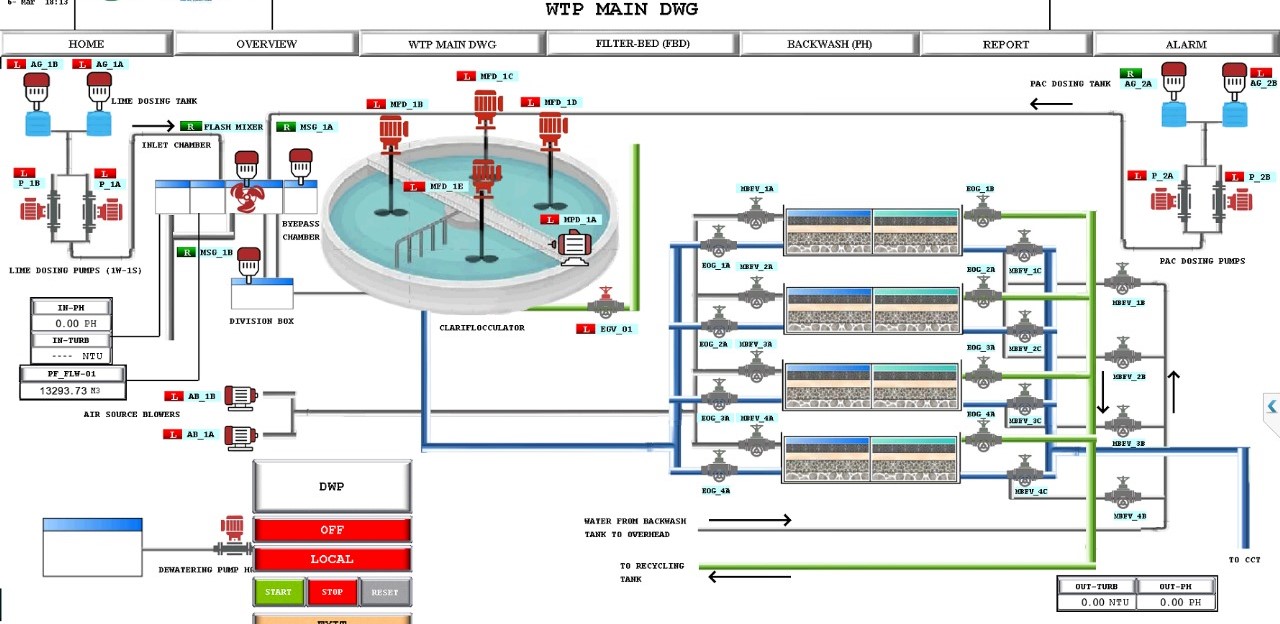 6- Mar 18:13
WTP MAIN DWG
HOME
OVERVIEW
WTP MAIN DWG
FILTER-BED (FBD)
BACKWASH (PH)
REPORT
ALARM
L AG_1B
L AG_1A
LIME DOSING TANK
R FLASH MIXER
R MSG_1A
INLET CHAMBER
L MFD_1B
L MFD_1C
L MFD_1D
L MFD_1E
L MFD_1A
PAC DOSING TANK
R AG_2A
L AG_2B
L P_1B
L P_1A
L P_2A
L P_2B
BYEPASS
CHAMBER
R MSG_1B
LIME DOSING PUMPS (1W-1S)
PAC DOSING PUMPS
DIVISION BOX
CLARIFLOCCULATOR
L EGV_01
IN-PH
0.00 PH
IN-TURB
---- NTU
PF_FLW-01
13293.73 M3
L AB_1B
AIR SOURCE BLOWERS
L AB_1A
MBFV_1A
EOG_1B
EOG_1A
MBFV_2A
EOG_2A
MBFV_1C
MBFV_1B
EOG_2A
MBFV_3A
EOG_3A
MBFV_2C
MBFV_2B
EOG_3A
MBFV_4A
EOG_4A
MBFV_3C
MBFV_3B
EOG_4A
MBFV_4C
MBFV_4B
DWP
OFF
LOCAL
START
STOP
RESET
EXIT
DEWATERING PUMP
WATER FROM BACKWASH
TANK TO OVERHEAD
TO RECYCLING
TANK
TO CCT
OUT-TURB
OUT-PH
0.00 NTU
0.00 PH